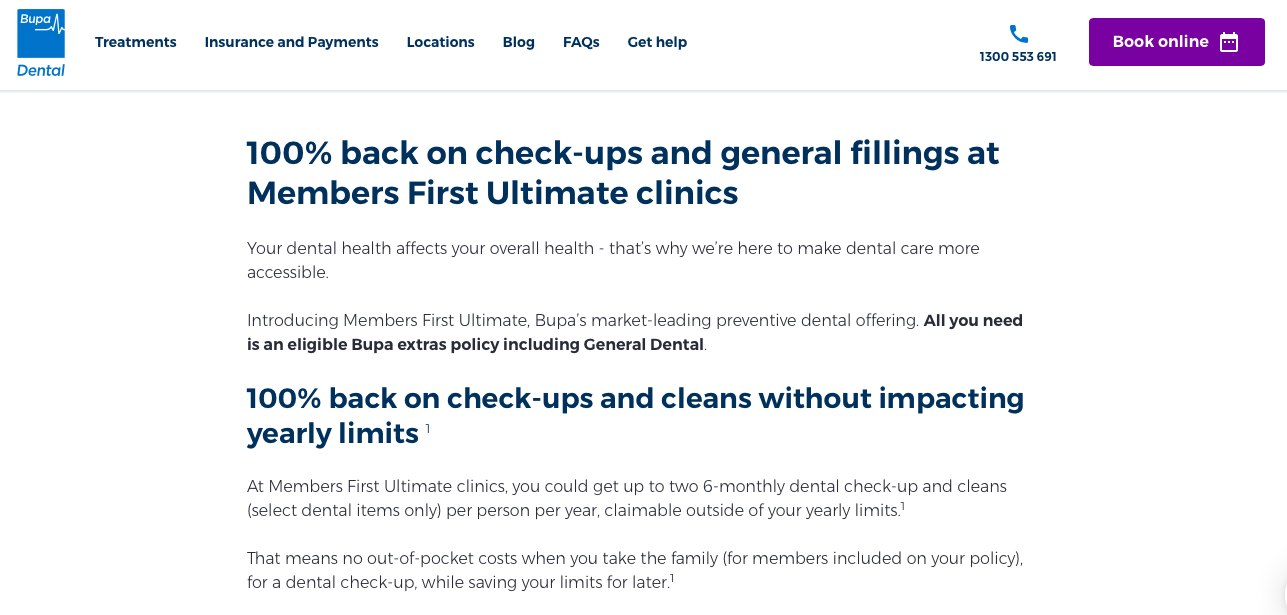 Bupa
Dental
Treatments
Insurance and Payments
Locations
Blog
FAQs
Get help
1300 553 691
Book online
100% back on check-ups and general fillings at
Members First Ultimate clinics
Your dental health affects your overall health - that's why we're here to make dental care more
accessible.
Introducing Members First Ultimate, Bupa's market-leading preventive dental offering. All you need
is an eligible Bupa extras policy including General Dental.
100% back on check-ups and cleans without impacting
yearly limits 1
At Members First Ultimate clinics, you could get up to two 6-monthly dental check-up and cleans
(select dental items only) per person per year, claimable outside of your yearly limits.1
That means no out-of-pocket costs when you take the family (for members included on your policy),
for a dental check-up, while saving your limits for later.1